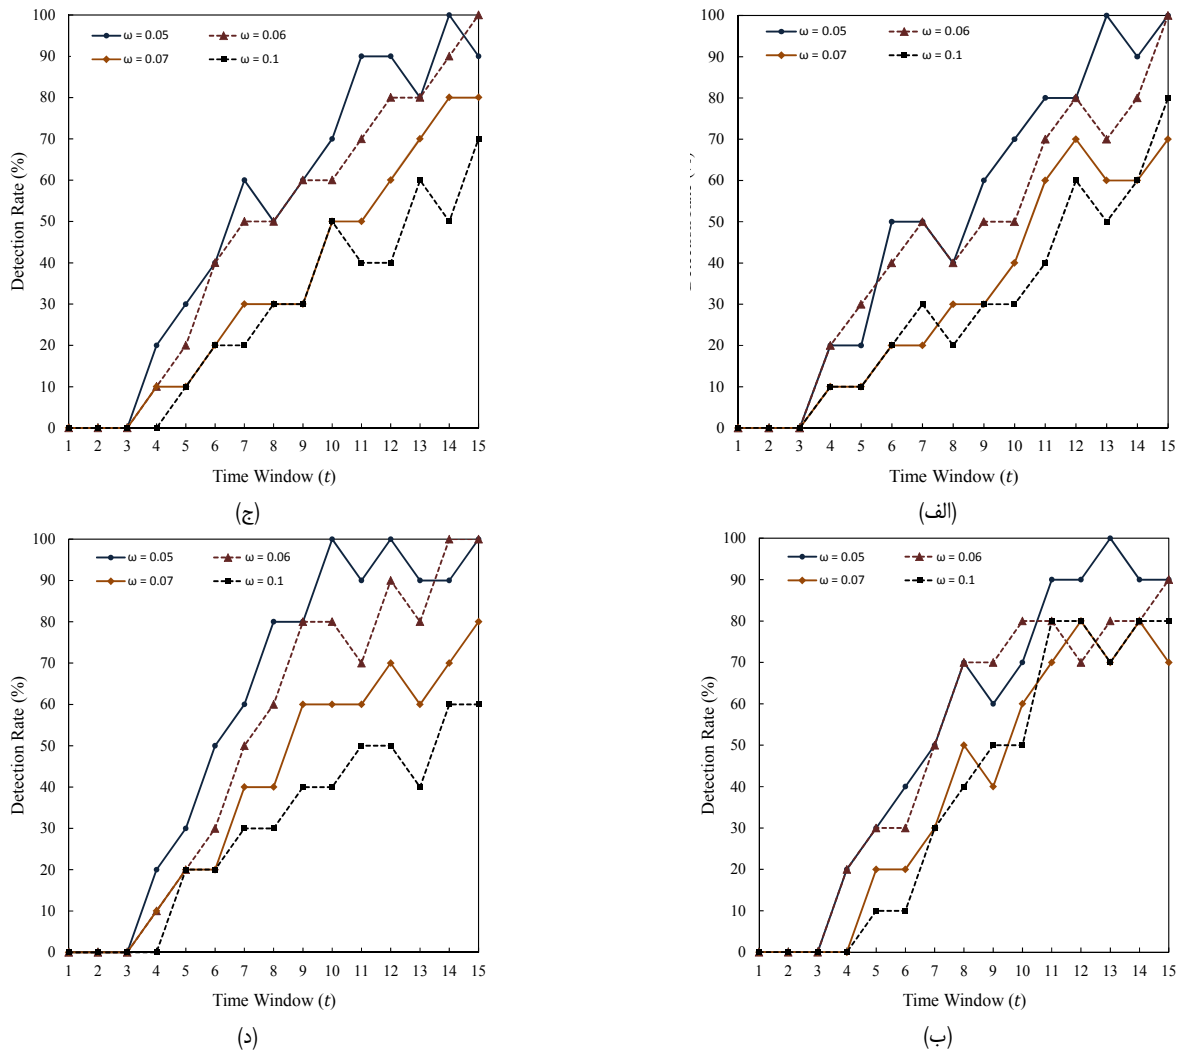 ω = 0.05 ω = 0.06
ω = 0.07 ω = 0.1
100
90
80
70
60
50
40
30
20
10
0
1 2 3 4 5 6 7 8 9 10 11 12 13 14 15
Detection Rate (%)
Time Window (t)
(الف)
ω = 0.05 ω = 0.06
ω = 0.07 ω = 0.1
100
90
80
70
60
50
40
30
20
10
0
1 2 3 4 5 6 7 8 9 10 11 12 13 14 15
Detection Rate (%)
Time Window (t)
(ج)
ω = 0.05 ω = 0.06
ω = 0.07 ω = 0.1
100
90
80
70
60
50
40
30
20
10
0
1 2 3 4 5 6 7 8 9 10 11 12 13 14 15
Detection Rate (%)
Time Window (t)
(ب)
ω = 0.05 ω = 0.06
ω = 0.07 ω = 0.1
100
90
80
70
60
50
40
30
20
10
0
1 2 3 4 5 6 7 8 9 10 11 12 13 14 15
Detection Rate (%)
Time Window (t)
(د)